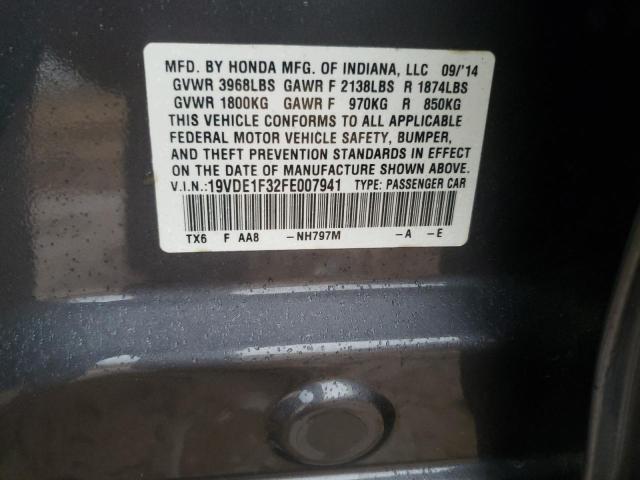 MFD. BY HONDA MFG. OF INDIANA, LLC 09/'14
GVWR 3968LBS GAWR F 2138LBS R 1874LBS
GVWR 1800KG GAWR F 970KG R 850KG
THIS VEHICLE CONFORMS TO ALL APPLICABLE
FEDERAL MOTOR VEHICLE SAFETY, BUMPER,
AND THEFT PREVENTION STANDARDS IN EFFECT
ON THE DATE OF MANUFACTURE SHOWN ABOVE.
V.I.N.:19VDE1F32FE007941 TYPE: PASSENGER CAR
TX6 F AA8 -NH797M -A -E